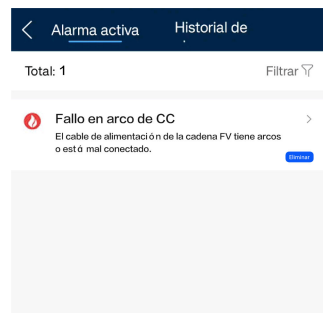 Alarma activa
Historial de
Total: 1
Filtrar
Fallo en arco de CC
El cable de alimentación de la cadena FV tiene arcos
o está mal conectado.
Eliminar